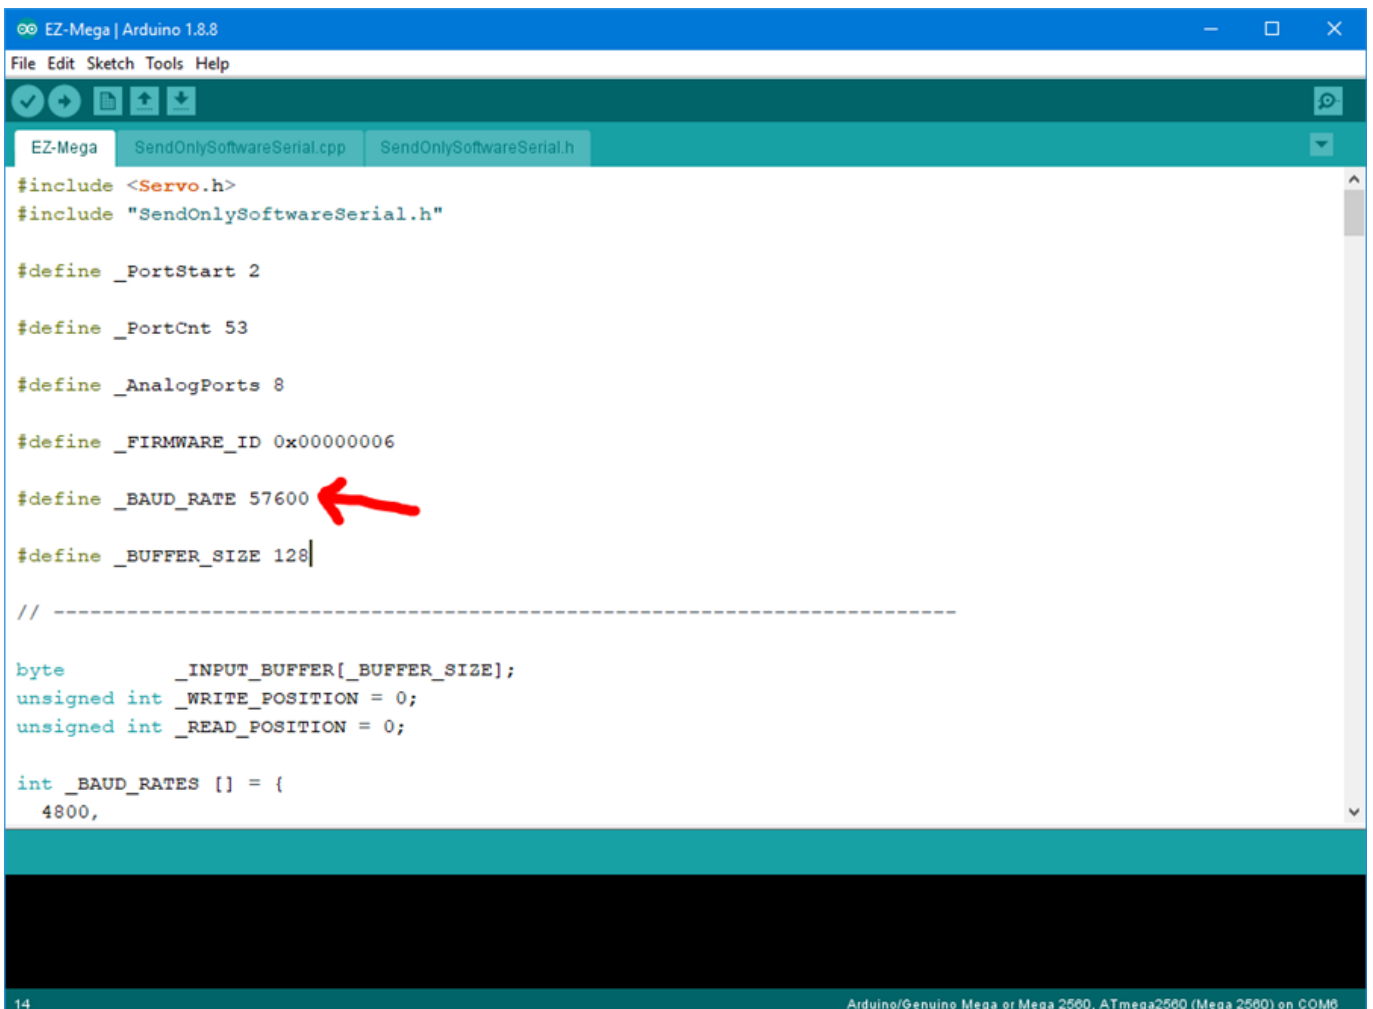 EZ-Mega | Arduino 1.8.8
File Edit Sketch Tools Help
EZ-Mega SendOnlySoftwareSerial.cpp SendOnlySoftwareSerial.h
#include <Servo.h>
#include "SendOnlySoftwareSerial.h"
#define _PortStart 2
#define _PortCnt 53
#define _AnalogPorts 8
#define _FIRMWARE_ID 0x00000006
#define _BAUD_RATE 57600
#define _BUFFER_SIZE 128
// --------------------------------------------------------------------------
byte         _INPUT_BUFFER[_BUFFER_SIZE];
unsigned int _WRITE_POSITION = 0;
unsigned int _READ_POSITION = 0;
int _BAUD_RATES [] = {
  4800,
14 Arduino/Genuino Mega or Mega 2560, ATmega2560 (Mega 2560) on COM6